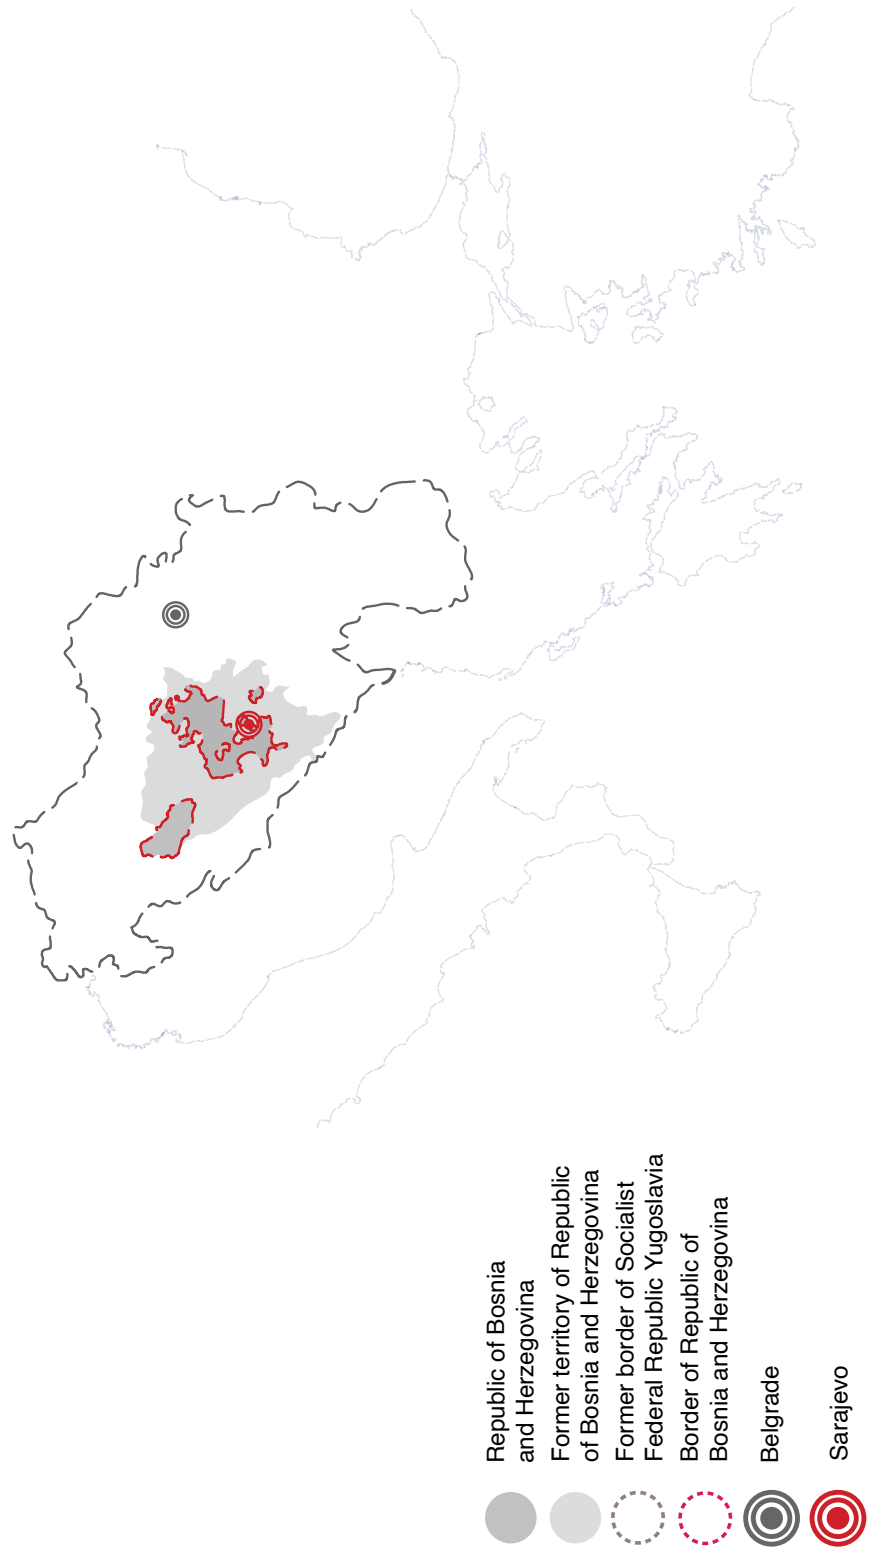 Republic of Bosnia
and Herzegovina
Former territory of Republic
of Bosnia and Herzegovina
Former border of Socialist
Federal Republic Yugoslavia
Border of Republic of
Bosnia and Herzegovina
Belgrade
Sarajevo